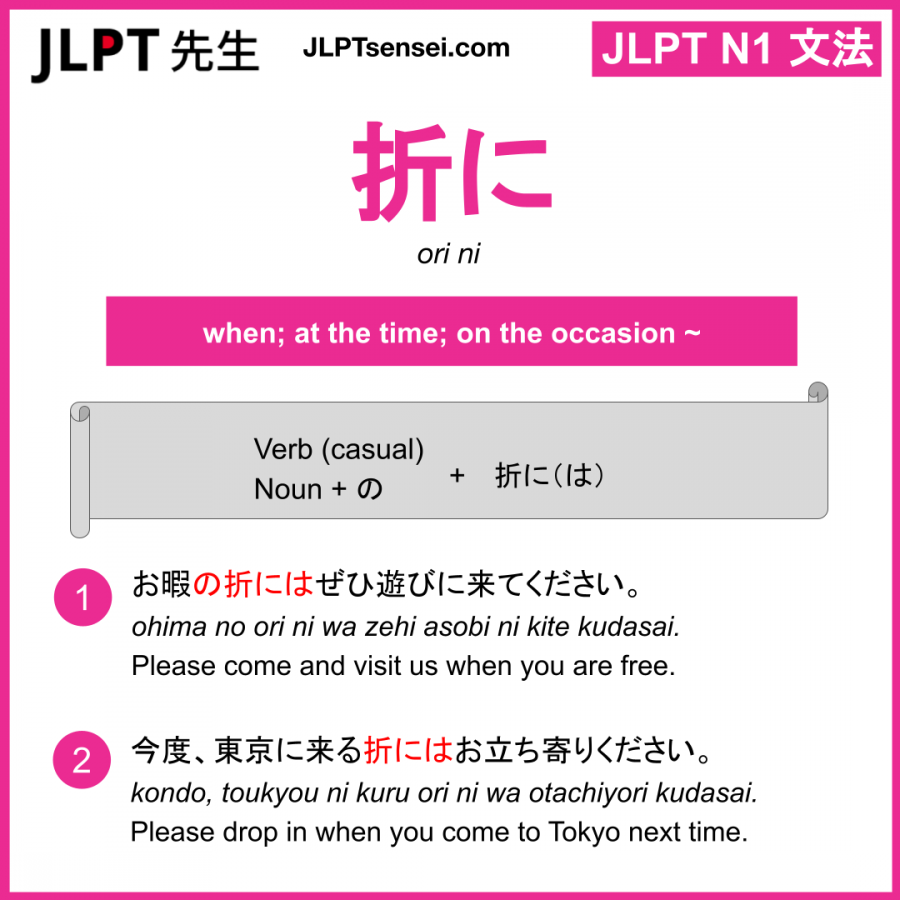 JLPT 先生
JLPTsensei.com
JLPT N1 文法
折に
ori ni
when; at the time; on the occasion ~
Verb (casual)
Noun + の
+ 折に（は）
1
お暇の折にはぜひ遊びに来てください。
ohima no ori ni wa zehi asobi ni kite kudasai.
Please come and visit us when you are free.
2
今度、東京に来る折にはお立ち寄りください。
kondo, toukyou ni kuru ori ni wa otachiyori kudasai.
Please drop in when you come to Tokyo next time.